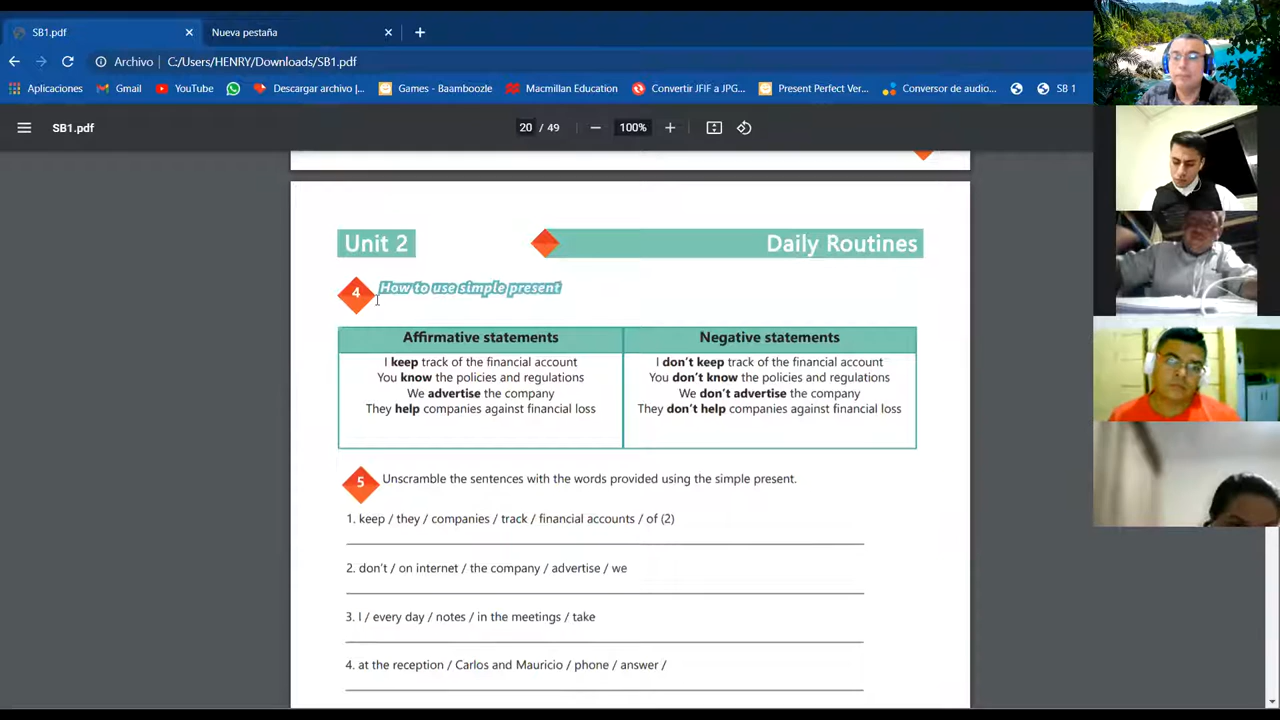 SB1.pdf
Nueva pestaña
Archivo C:/Users/HENRY/Downloads/SB1.pdf
Aplicaciones Gmail YouTube Descargar archivo |... Games - Baamboozle Macmillan Education Convertir JFIF a JPG... Present Perfect Ver... Conversor de audio... SB 1
SB1.pdf 20 / 49 100%
Unit 2 Daily Routines
4 How to use simple present
Affirmative statements Negative statements
I keep track of the financial account I don't keep track of the financial account
You know the policies and regulations You don't know the policies and regulations
We advertise the company We don't advertise the company
They help companies against financial loss They don't help companies against financial loss
5 Unscramble the sentences with the words provided using the simple present.
1. keep / they / companies / track / financial accounts / of (2)
2. don't / on internet / the company / advertise / we
3. I / every day / notes / in the meetings / take
4. at the reception / Carlos and Mauricio / phone / answer /